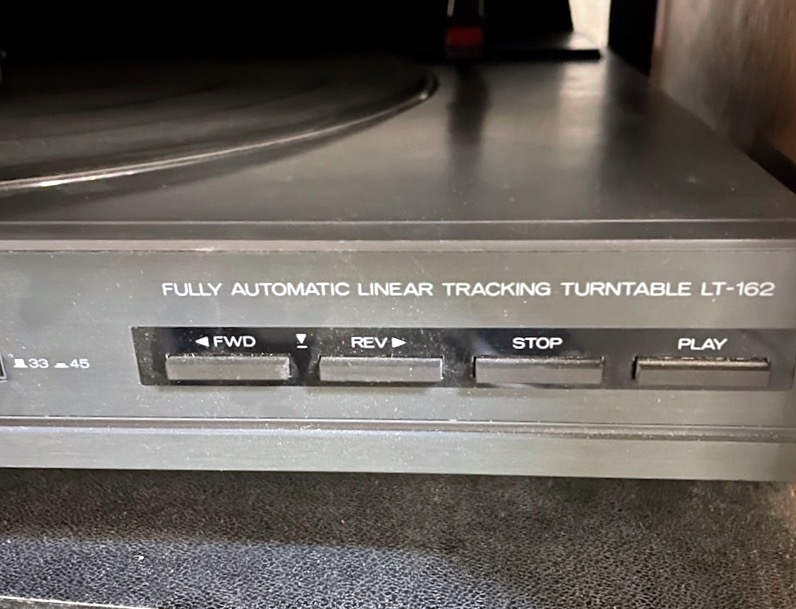 FULLY AUTOMATIC LINEAR TRACKING TURNTABLE LT-162
◀ FWD ▼ REV ▶ STOP PLAY
33 45